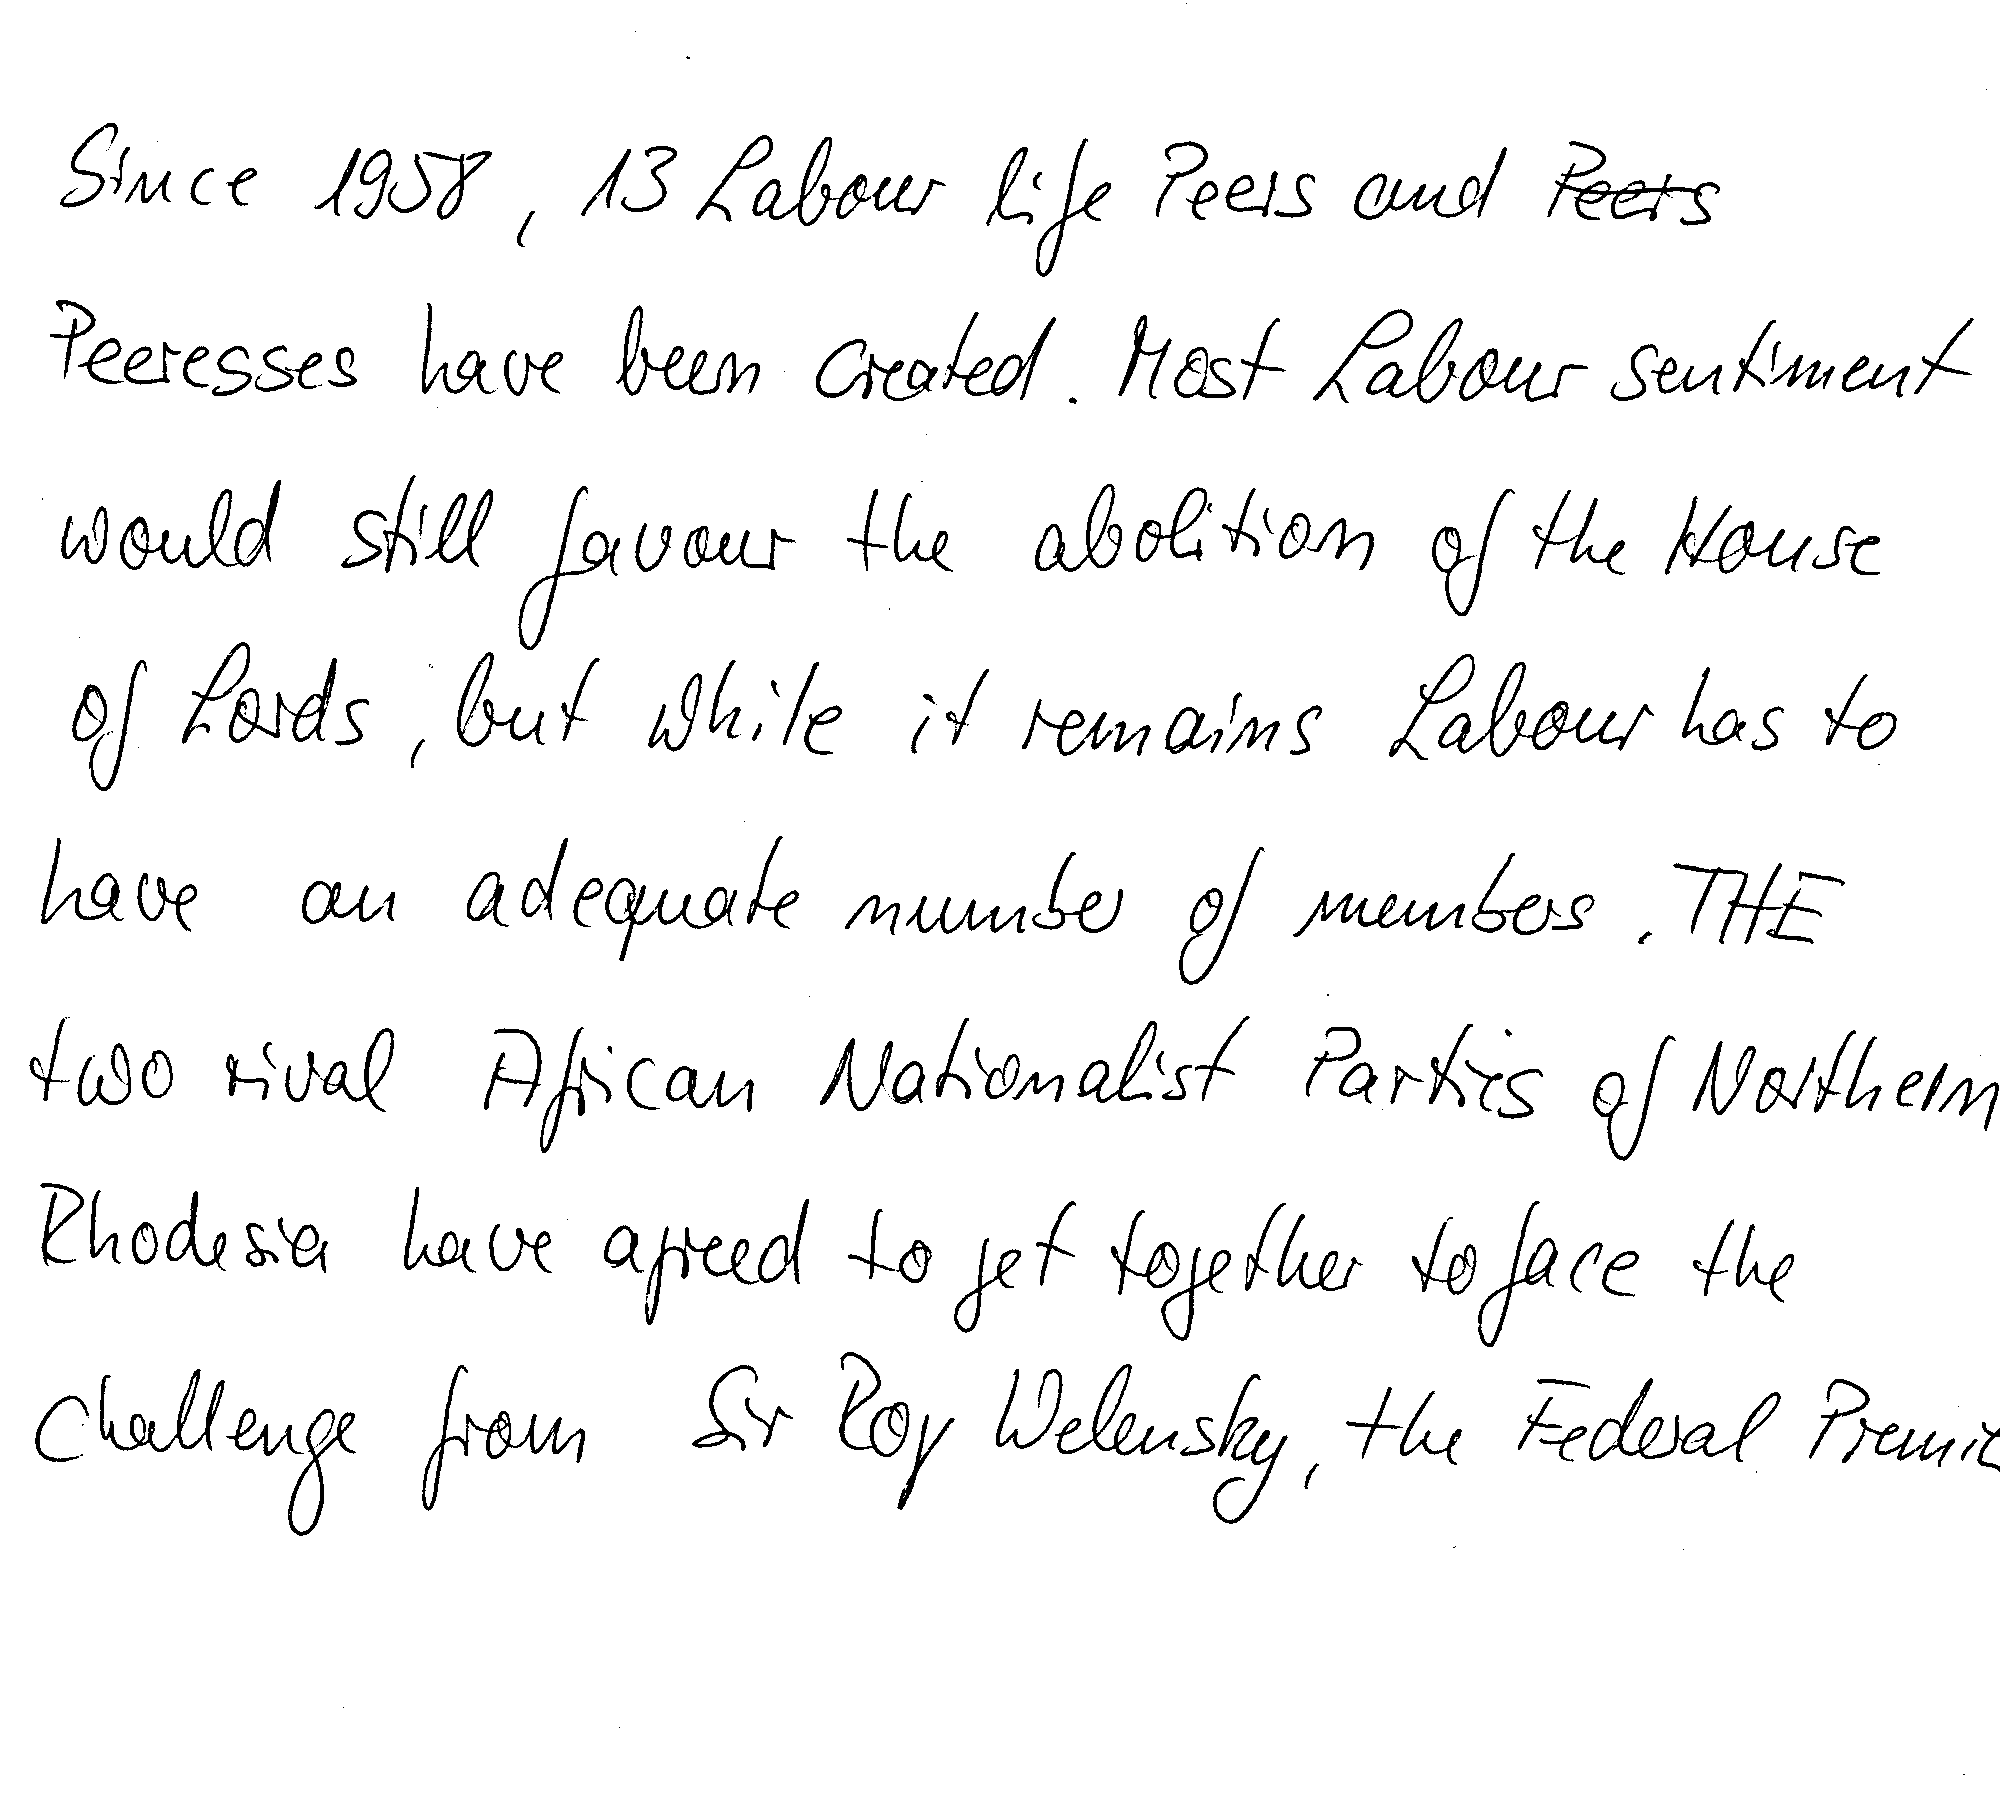 Since 1958, 13 Labour life Peers and Peers
Peeresses have been created. Most Labour sentiment
would still favour the abolition of the House
of Lords, but while it remains Labour has to
have an adequate number of members. THE
two rival African Nationalist Parties of Northern
Rhodesia have agreed to get together to face the
challenge from Sir Roy Welensky, the Federal Premie